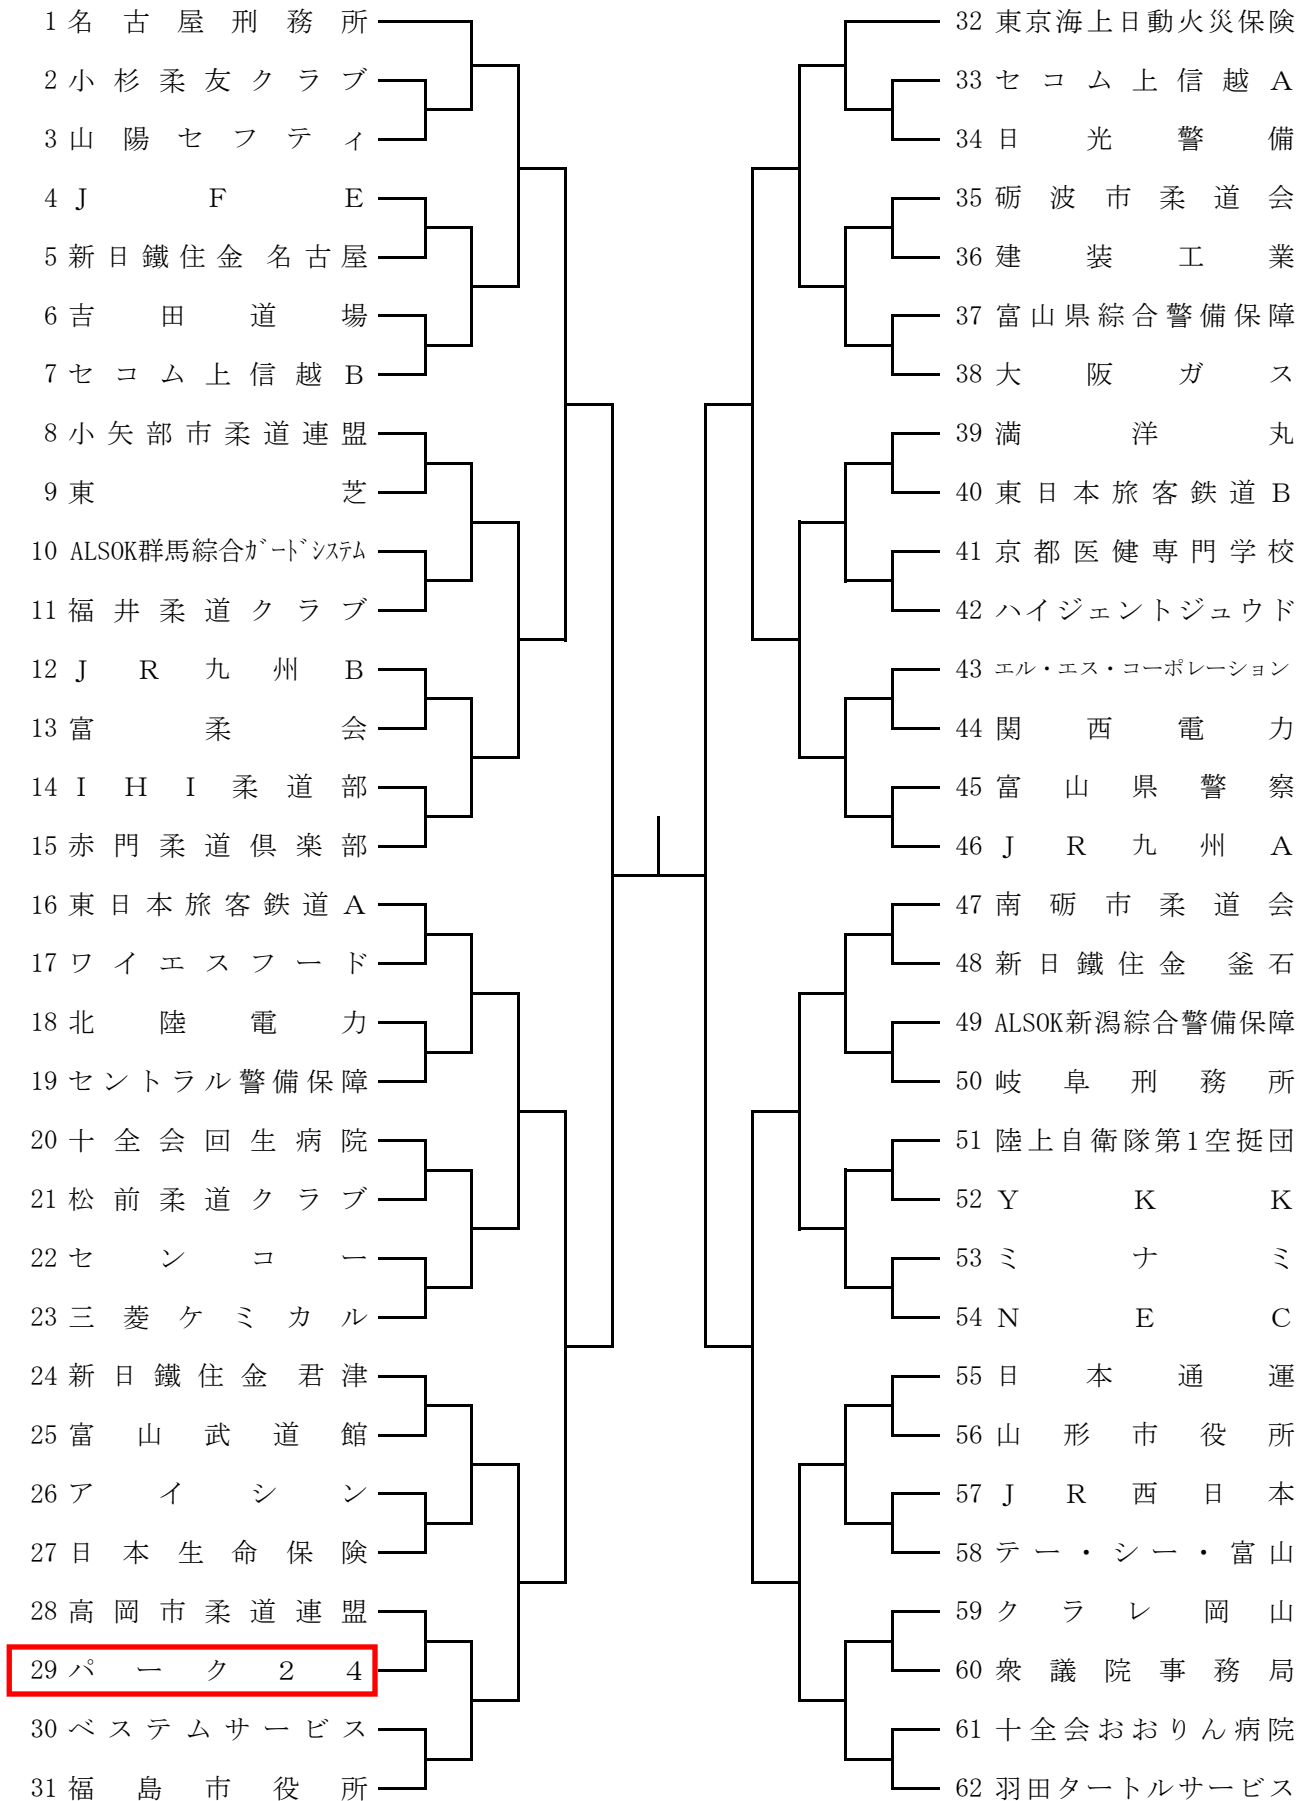 1 名古屋刑務所
2 小杉柔友クラブ
3 山陽セフティ
4 JFE
5 新日鐵住金 名古屋
6 吉田道場
7 セコム上信越B
8 小矢部市柔道連盟
9 東芝
10 ALSOK群馬綜合ガードシステム
11 福井柔道クラブ
12 JR九州B
13 富柔会
14 IHI柔道部
15 赤門柔道倶楽部
16 東日本旅客鉄道A
17 ワイエスフード
18 北陸電力
19 セントラル警備保障
20 十全会回生病院
21 松前柔道クラブ
22 センコー
23 三菱ケミカル
24 新日鐵住金 君津
25 富山武道館
26 アイシン
27 日本生命保険
28 高岡市柔道連盟
29 パーク24
30 ベステムサービス
31 福島市役所
32 東京海上日動火災保険
33 セコム上信越A
34 日光警備
35 砺波市柔道会
36 建装工業
37 富山県綜合警備保障
38 大阪ガス
39 満洋丸
40 東日本旅客鉄道B
41 京都医健専門学校
42 ハイジェントジュウド
43 エル・エス・コーポレーション
44 関西電力
45 富山県警察
46 JR九州A
47 南砺市柔道会
48 新日鐵住金 釜石
49 ALSOK新潟綜合警備保障
50 岐阜刑務所
51 陸上自衛隊第1空挺団
52 YKK
53 ミナミ
54 NEC
55 日本通運
56 山形市役所
57 JR西日本
58 テー・シー・富山
59 クラレ岡山
60 衆議院事務局
61 十全会おおりん病院
62 羽田タートルサービス